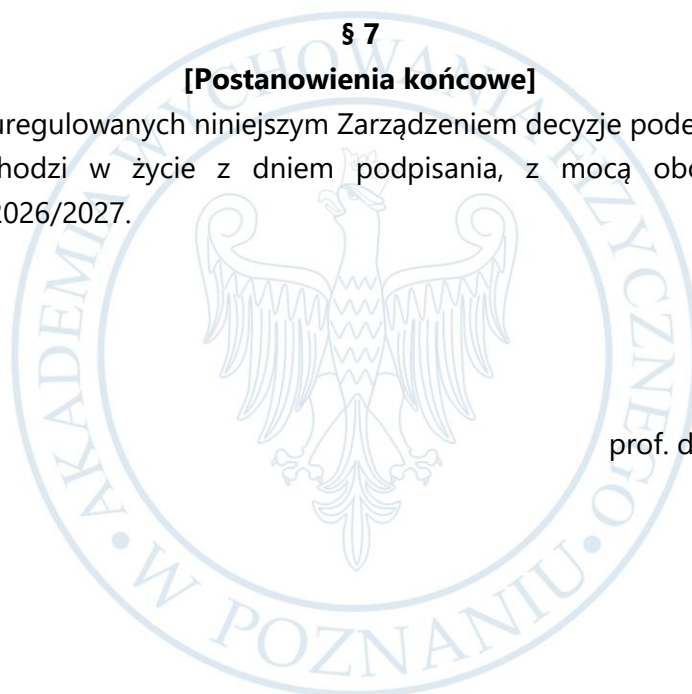 § 7
[Postanowienia końcowe]
uregulowanych niniejszym Zarządzeniem decyzje pode
hodzi w życie z dniem podpisania, z mocą obo
2026/2027.
prof. d
AKADEMIA WYCHOWANIA FIZYCZNEGO
• W POZNANIU •